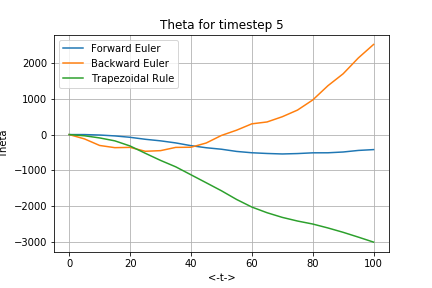 Theta for timestep 5
Forward Euler
Backward Euler
Trapezoidal Rule
2000
1000
0
−1000
−2000
−3000
Theta
0
20
40
60
80
100
<-t->